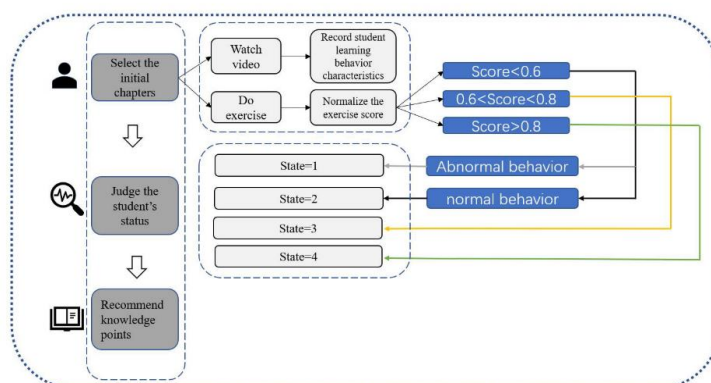 Select the
initial
chapters
Watch
video
Record student
learning
behavior
characteristics
Do
exercise
Normalize the
exercise score
Score<0.6
0.6<Score<0.8
Score>0.8
Judge the
student's
status
State=1
State=2
State=3
State=4
Abnormal behavior
normal behavior
Recommend
knowledge
points